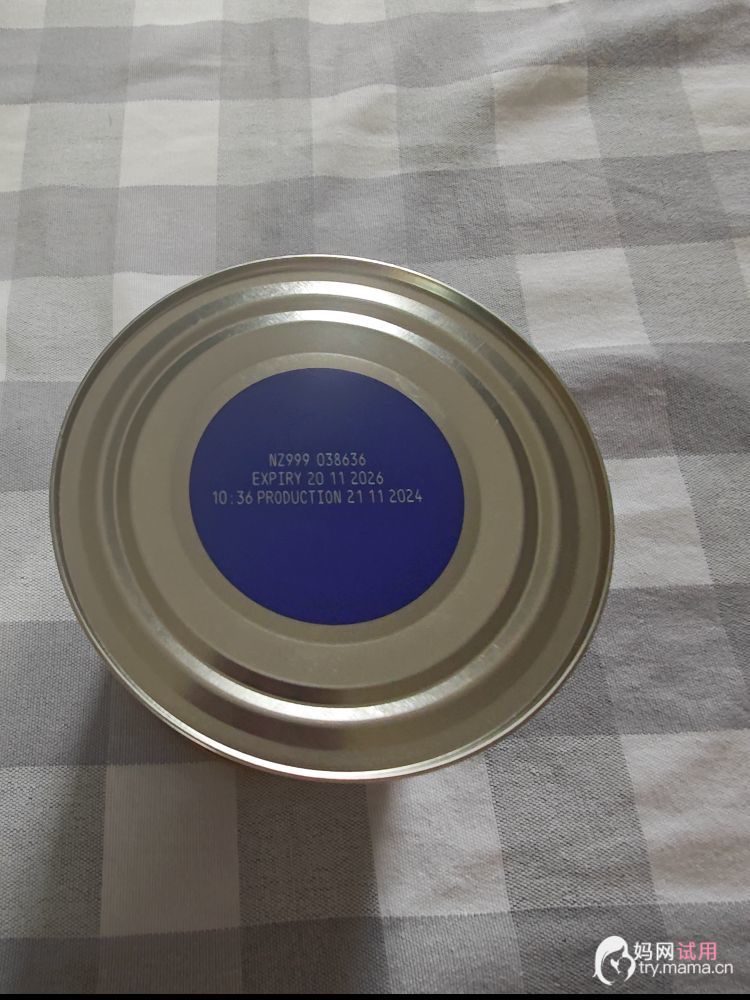 NZ999 038636
EXPIRY 20 11 2026
10:36 PRODUCTION 21 11 2024
妈网试用
try.mama.cn